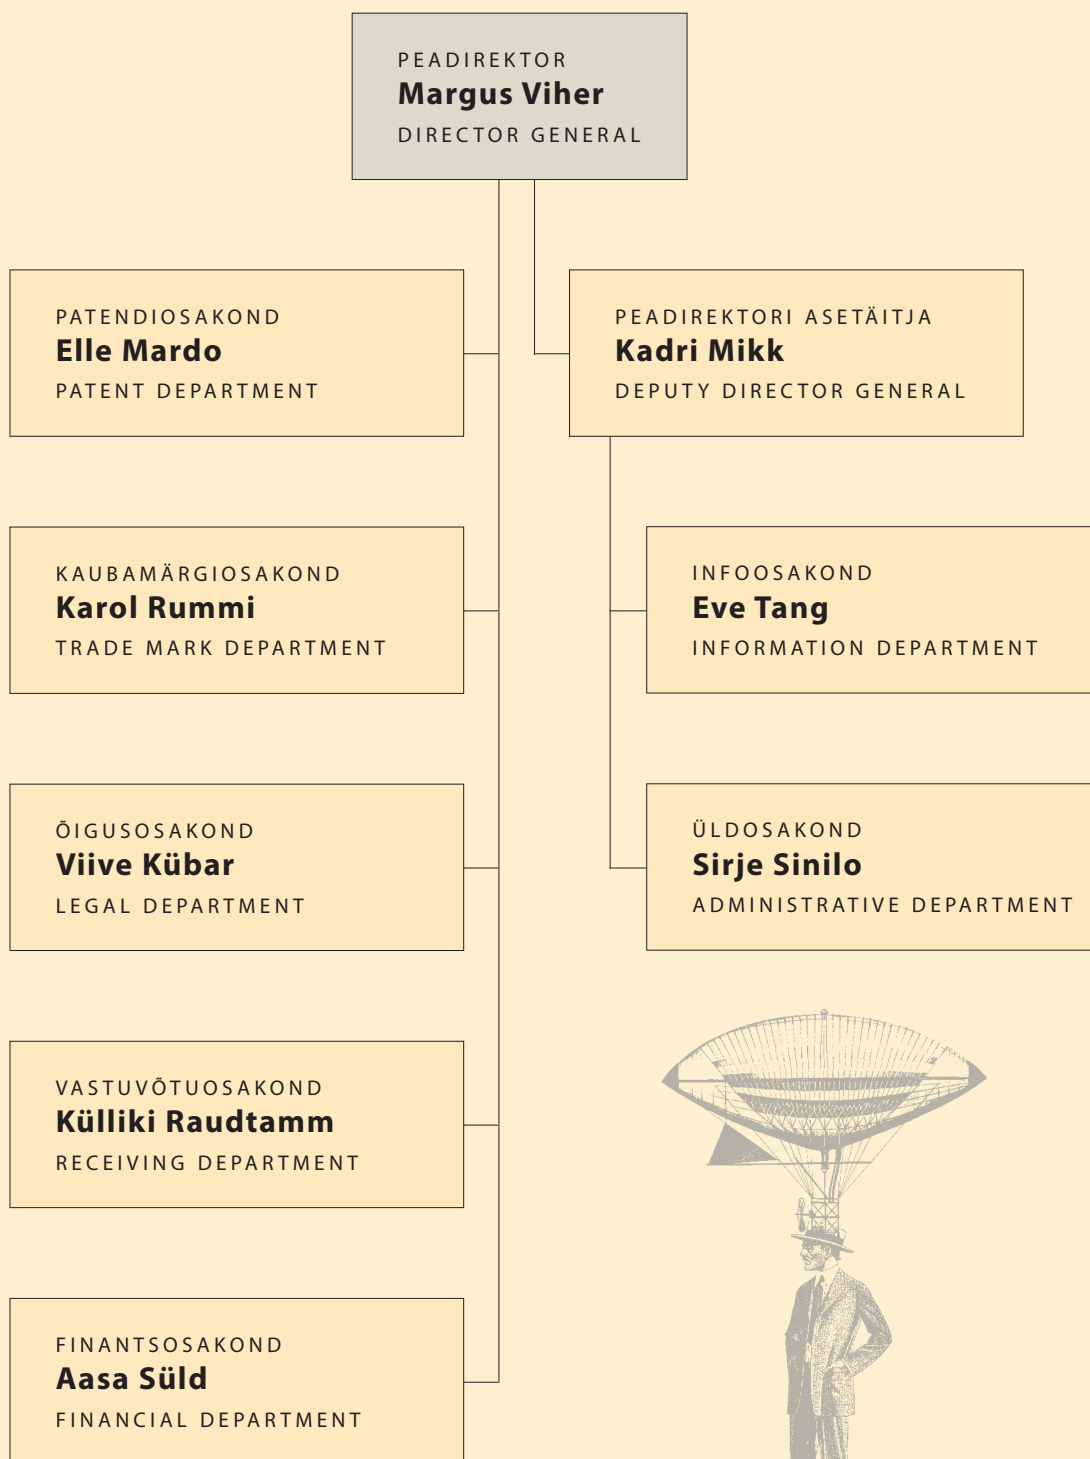 PEADIREKTOR
Margus Viher
DIRECTOR GENERAL
PATENDIOSAKOND
Elle Mardo
PATENT DEPARTMENT
PEADIREKTORI ASETÄITJA
Kadri Mikk
DEPUTY DIRECTOR GENERAL
KAUBAMÄRGIOSAKOND
Karol Rummi
TRADE MARK DEPARTMENT
INFOOSAKOND
Eve Tang
INFORMATION DEPARTMENT
ÕIGUSOSAKOND
Viive Kübar
LEGAL DEPARTMENT
ÜLDOSAKOND
Sirje Sinilo
ADMINISTRATIVE DEPARTMENT
VASTUVÕTUOSAKOND
Külliki Raudtamm
RECEIVING DEPARTMENT
FINANTSOSAKOND
Aasa Süld
FINANCIAL DEPARTMENT